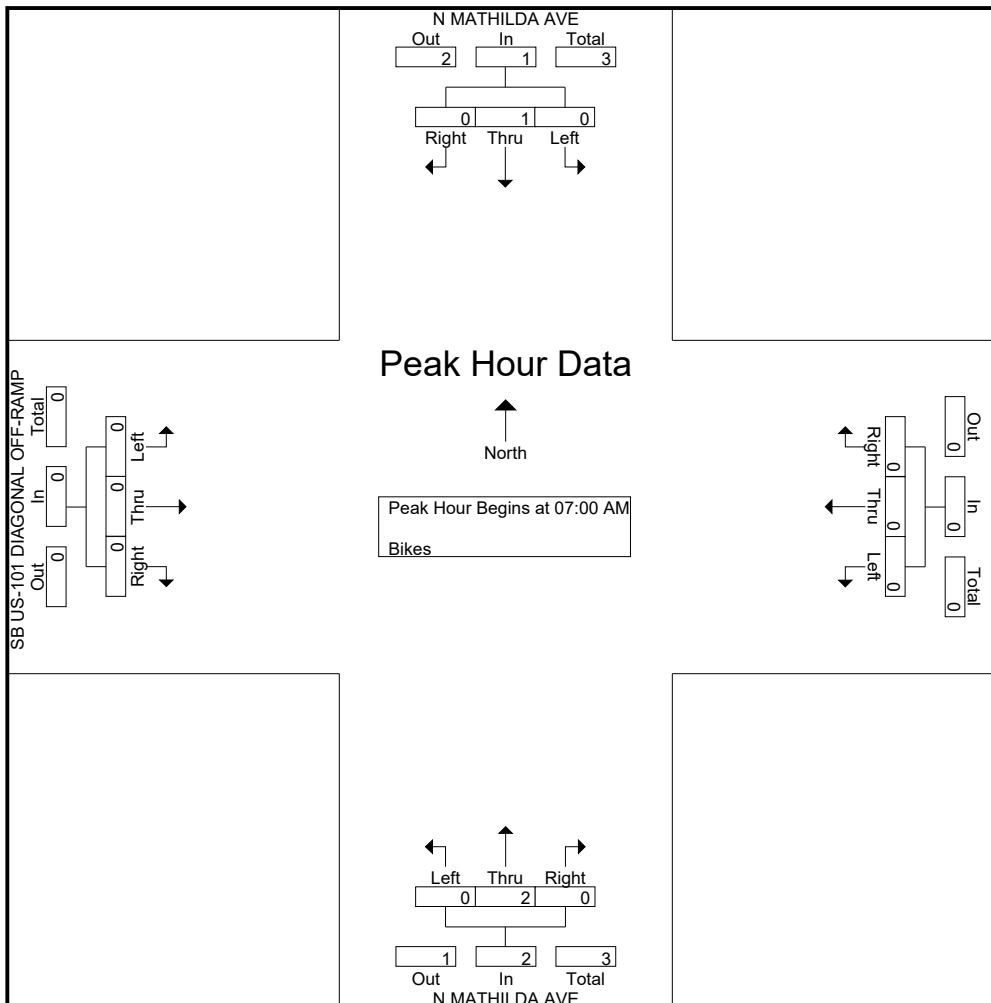 N MATHILDA AVE
Out In Total
2 1 3
0 1 0
Right Thru Left
Peak Hour Data
North
Peak Hour Begins at 07:00 AM
Bikes
SB US-101 DIAGONAL OFF-RAMP
Out In Total
0 0 0
0 0 0
Right Thru Left
Out In Total
0 0 0
Right Thru Left
0 0 0
Left Thru Right
0 2 0
1 2 3
Out In Total
N MATHILDA AVE